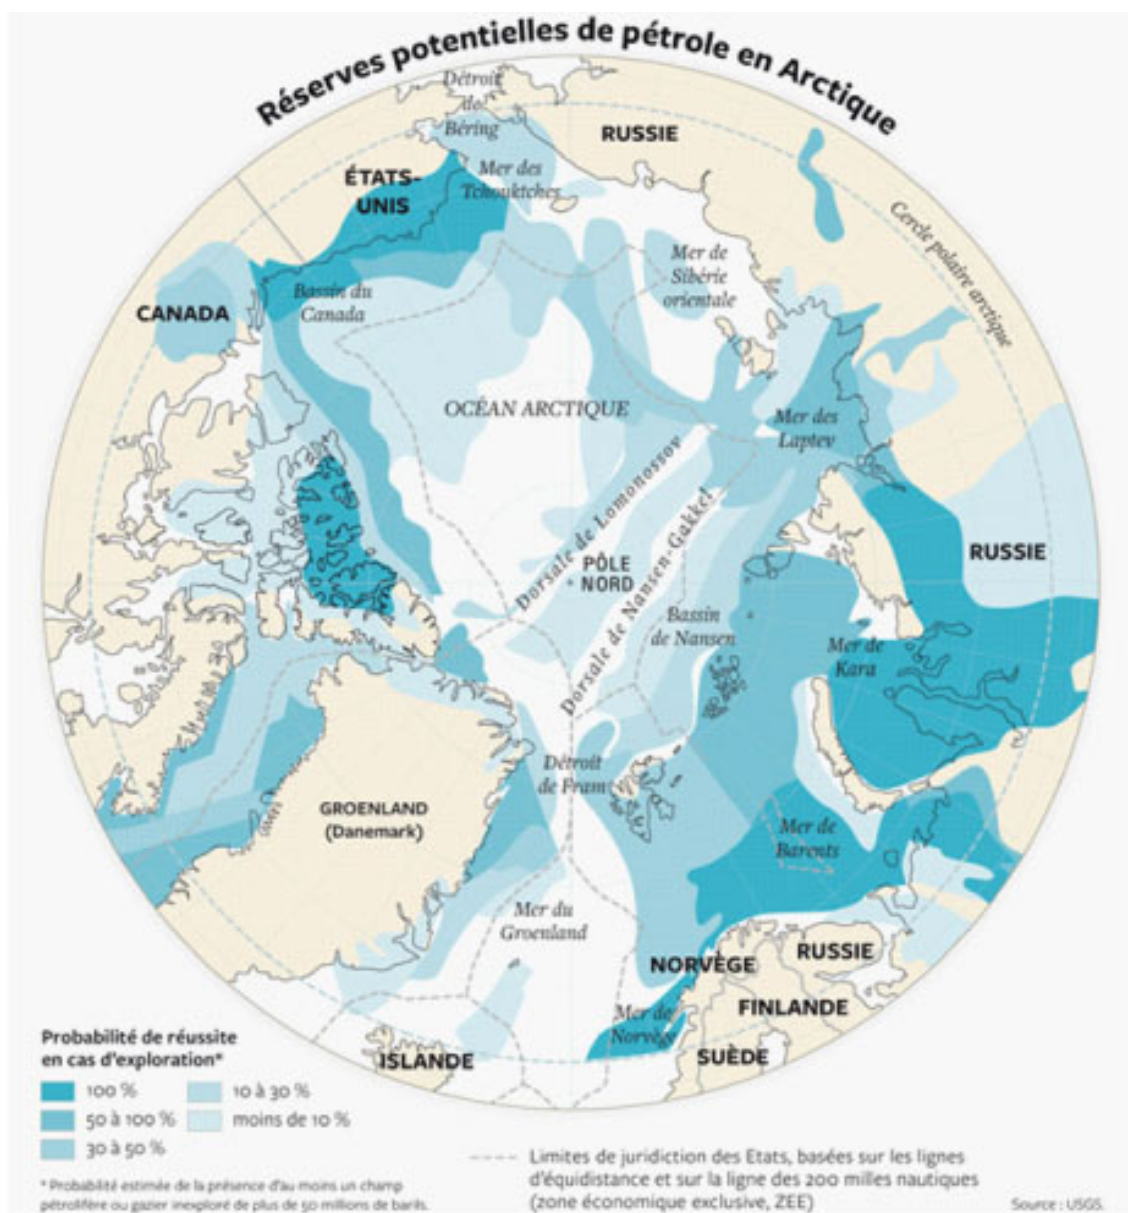 Réserves potentielles de pétrole en Arctique
Détroit
de
Béring
RUSSIE
ÉTATS-
UNIS
Mer des
Tchouktches
Cercle polaire arctique
Mer de
Sibérie
orientale
Bassin du
Canada
CANADA
OCÉAN ARCTIQUE
Mer des
Laptev
Dorsale de Lomonossov
Dorsale de Nansen-Gakkel
PÔLE
NORD
RUSSIE
Bassin
de Nansen
Mer de
Kara
Détroit
de Fram
GROENLAND
(Danemark)
Mer de
Barents
Mer du
Groenland
NORVÈGE
RUSSIE
FINLANDE
Mer de
Norvège
SUÈDE
ISLANDE
Probabilité de réussite
en cas d'exploration*
100 %
50 à 100 %
30 à 50 %
10 à 30 %
moins de 10 %
* Probabilité estimée de la présence d'au moins un champ
pétrolifère ou gazier inexploré de plus de 50 millions de barils.
Limites de juridiction des Etats, basées sur les lignes
d'équidistance et sur la ligne des 200 milles nautiques
(zone économique exclusive, ZEE)
Source : USGS.